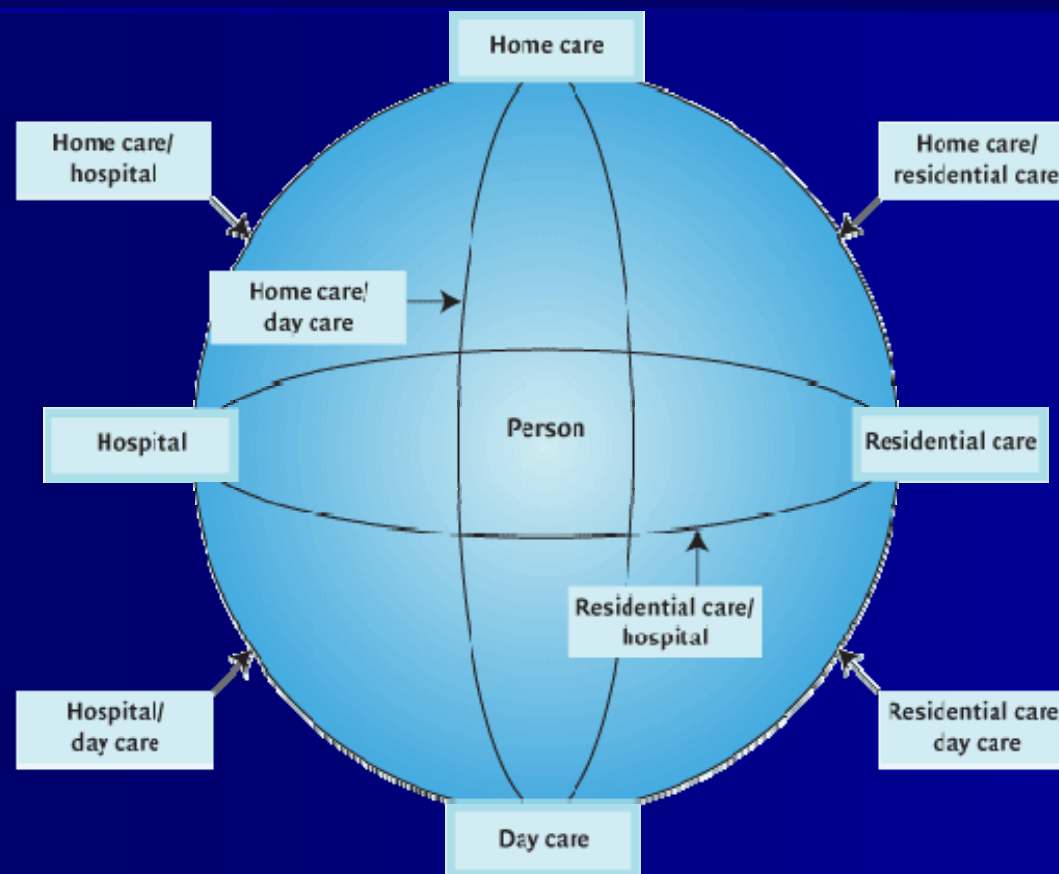 Home care
Home care/
hospital
Home care/
residential care
Home care/
day care
Hospital
Person
Residential care
Residential care/
hospital
Hospital/
day care
Residential care
day care
Day care